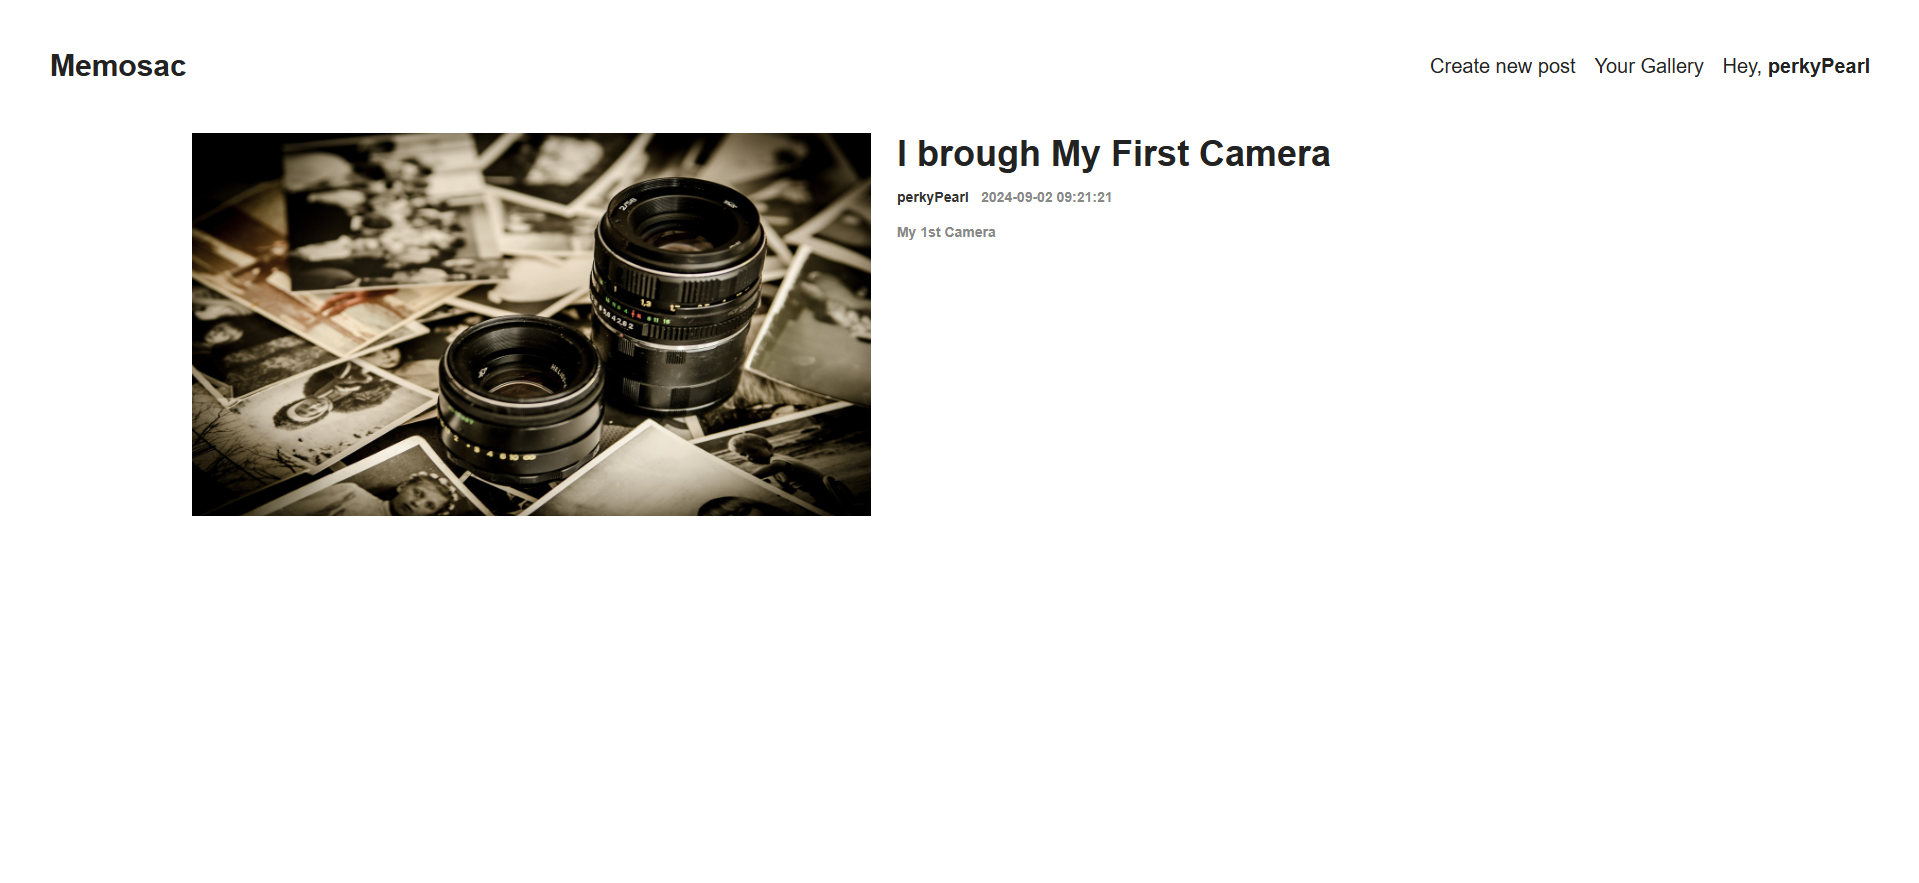 Memosac
Create new post Your Gallery Hey, perkyPearl
I brough My First Camera
perkyPearl 2024-09-02 09:21:21
My 1st Camera